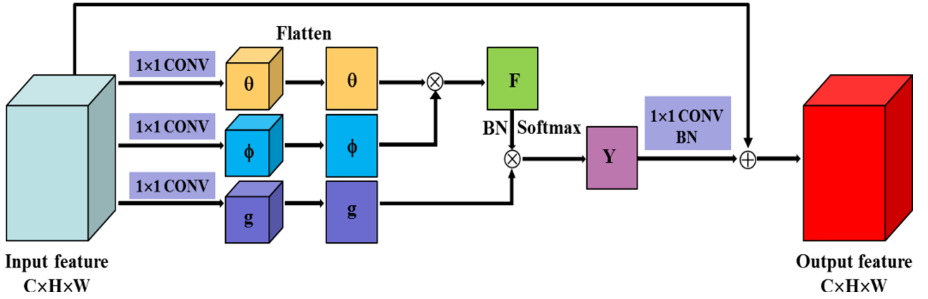 Flatten
1×1 CONV
θ
θ
⊗
F
1×1 CONV
ϕ
ϕ
BN
Softmax
1×1 CONV
BN
⊗
Y
⊕
1×1 CONV
g
g
Input feature
C×H×W
Output feature
C×H×W